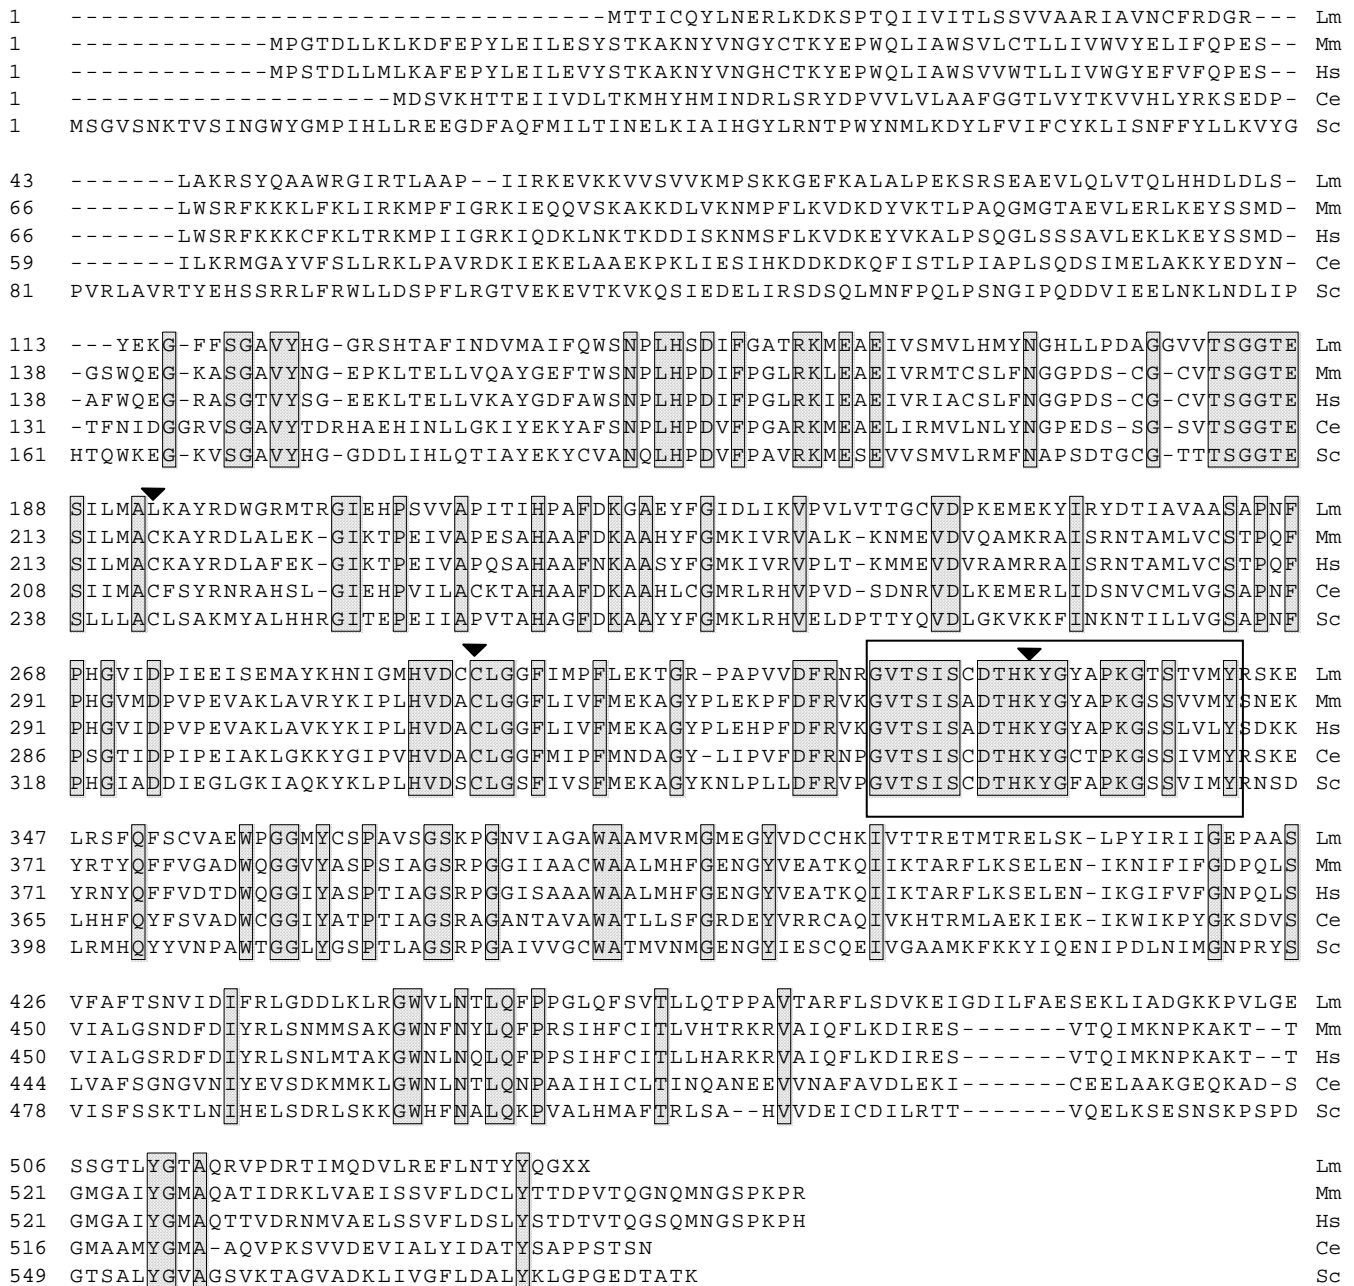 1 -----------------------------------MTTICQYLNERLKDKSPTQIIVITLSSVVAARIAVNCFRDGR--- Lm
1 -------------MPGTDLLKLKDFEPYLEILESYSTKAKNYVNGYCTKYEPWQLIAWSVLCTLLIVWVYELIFQPES-- Mm
1 -------------MPSTDLLMLKAFEPYLEILEVYSTKAKNYVNGHCTKYEPWQLIAWSVVWTLLIVWGYEFVFQPES-- Hs
1 ---------------------MDSVKHTTEIIVDLTKMHYHMINDRLSRYDPVVLVLAAFGGTLVYTKVVHLYRKSEDP- Ce
1 MSGVSNKTVSINGWYGMPIHLLREEGDFAQFMILTINELKIAIHGYLRNTPWYNMLKDYLFVIFCYKLISNFFYLLKVYG Sc
43 -------LAKRSYQAAWRGIRTLAAP--IIRKEVKKVVSVVKMPSKKGEFKALALPEKSRSEAEVLQLVTQLHHDLDLS- Lm
66 -------LWSRFKKKLFKLIRKMPFIGRKIEQQVSKAKKDLVKNMPFLKVDKDYVKTLPAQGMGTAEVLERLKEYSSMD- Mm
66 -------LWSRFKKKCFKLTRKMPIIGRKIQDKLNKTKDDISKNMSFLKVDKEYVKALPSQGLSSSAVLEKLKEYSSMD- Hs
59 -------ILKRMGAYVFSLLRKLPAVRDKIEKELAAEKPKLIESIHKDDKDKQFISTLPIAPLSQDSIMELAKKYEDYN- Ce
81 PVRLAVRTYEHSSRRLFRWLLDSPFLRGTVEKEVTKVKQSIEDELIRSDSQLMNFPQLPSNGIPQDDVIEELNKLNDLIP Sc
113 ---YEKG-FFSGAVYHG-GRSHTAFINDVMAIFQWSNPLHSDIFGATRKMEAEIVSMVLHMYNGHLLPDAGGVVTSGGTE Lm
138 -GSWQEG-KASGAVYNG-EPKLTELLVQAYGEFTWSNPLHPDIFPGLRKLEAEIVRMTCSLFNGGPDS-CG-CVTSGGTE Mm
138 -AFWQEG-RASGTVYSG-EEKLTELLVKAYGDFAWSNPLHPDIFPGLRKIEAEIVRIACSLFNGGPDS-CG-CVTSGGTE Hs
131 -TFNIDGGRVSGAVYTDRHAEHINLLGKIYEKYAFSNPLHPDVFPGARKMEAELIRMVLNLYNGPEDS-SG-SVTSGGTE Ce
161 HTQWKEG-KVSGAVYHG-GDDLIHLQTIAYEKYCVANQLHPDVFPAVRKMESEVVSMVLRMFNAPSDTGCG-TTTSGGTE Sc
188 SILMALKAYRDWGRMTRGIEHPSVVAPITIHPAFDKGAEYFGIDLIKVPVLVTTGCVDPKEMEKYIRYDTIAVAASAPNF Lm
213 SILMACKAYRDLALEK-GIKTPEIVAPESAHAAFDKAAHYFGMKIVRVALK-KNMEVDVQAMKRAISRNTAMLVCSTPQF Mm
213 SILMACKAYRDLAFEK-GIKTPEIVAPQSAHAAFNKAASYFGMKIVRVPLT-KMMEVDVRAMRRAISRNTAMLVCSTPQF Hs
208 SIIMACFSYRNRAHSL-GIEHPVILACKTAHAAFDKAAHLCGMRLRHVPVD-SDNRVDLKEMERLIDSNVCMLVGSAPNF Ce
238 SLLLACLSAKMYALHHRGITEPEIIAPVTAHAGFDKAAYYFGMKLRHVELDPTTYQVDLGKVKKFINKNTILLVGSAPNF Sc
268 PHGVIDPIEEISEMAYKHNIGMHVDCCLGGFIMPFLEKTGR-PAPVVDFRNRGVTSISCDTHKYGYAPKGTSTVMYRSKE Lm
291 PHGVMDPVPEVAKLAVRYKIPLHVDACLGGFLIVFMEKAGYPLEKPFDFRVKGVTSISADTHKYGYAPKGSSVVMYSNEK Mm
291 PHGVIDPVPEVAKLAVKYKIPLHVDACLGGFLIVFMEKAGYPLEHPFDFRVKGVTSISADTHKYGYAPKGSSLVLYSDKK Hs
286 PSGTIDPIPEIAKLGKKYGIPVHVDACLGGFMIPFMNDAGY-LIPVFDFRNPGVTSISCDTHKYGCTPKGSSIVMYRSKE Ce
318 PHGIADDIEGLGKIAQKYKLPLHVDSCLGSFIVSFMEKAGYKNLPLLDFRVPGVTSISCDTHKYGFAPKGSSVIMYRNSD Sc
347 LRSFQFSCVAEWPGGMYCSPAVSGSKPGNVIAGAWAAMVRMGMEGYVDCCHKIVTTRETMTRELSK-LPYIRIIGEPAAS Lm
371 YRTYQFFVGADWQGGVYASPSIAGSRPGGIIAACWAALMHFGENGYVEATKQIIKTARFLKSELEN-IKNIFIFGDPQLS Mm
371 YRNYQFFVDTDWQGGIYASPTIAGSRPGGISAAAWAALMHFGENGYVEATKQIIKTARFLKSELEN-IKGIFVFGNPQLS Hs
365 LHHFQYFSVADWCGGIYATPTIAGSRAGANTAVAWATLLSFGRDEYVRRCAQIVKHTRMLAEKIEK-IKWIKPYGKSDVS Ce
398 LRMHQYYVNPAWTGGLYGSPTLAGSRPGAIVVGCWATMVNMGENGYIESCQEIVGAAMKFKKYIQENIPDLNIMGNPRYS Sc
426 VFAFTSNVIDIFRLGDDLKLRGWVLNTLQFPPGLQFSVTLLQTPPAVTARFLSDVKEIGDILFAESEKLIADGKKPVLGE Lm
450 VIALGSNDFDIYRLSNMMSAKGWNFNYLQFPRSIHFCITLVHTRKRVAIQFLKDIRES-------VTQIMKNPKAKT--T Mm
450 VIALGSRDFDIYRLSNLMTAKGWNLNQLQFPPSIHFCITLLHARKRVAIQFLKDIRES-------VTQIMKNPKAKT--T Hs
444 LVAFSGNGVNIYEVSDKMMKLGWNLNTLQNPAAIHICLTINQANEEVVNAFAVDLEKI-------CEELAAKGEQKAD-S Ce
478 VISFSSKTLNIHELSDRLSKKGWHFNALQKPVALHMAFTRLSA--HVVDEICDILRTT-------VQELKSESNSKPSPD Sc
506 SSGTLYGTAQRVPDRTIMQDVLREFLNTYYQGXX Lm
521 GMGAIYGMAQATIDRKLVAEISSVFLDCLYTTDPVTQGNQMNGSPKPR Mm
521 GMGAIYGMAQTTVDRNMVAELSSVFLDSLYSTDTVTQGSQMNGSPKPH Hs
516 GMAAMYGMA-AQVPKSVVDEVIALYIDATYSAPPSTSN Ce
549 GTSALYGVAGSVKTAGVADKLIVGFLDALYKLGPGEDTATK Sc